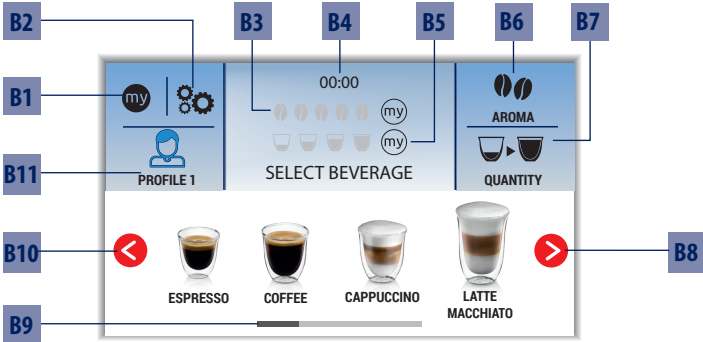 B2
B3
B4
B5
B6
B7
B1
my
00:00
my
AROMA
my
B11
PROFILE 1
SELECT BEVERAGE
QUANTITY
B10
B8
ESPRESSO
COFFEE
CAPPUCCINO
LATTE
MACCHIATO
B9